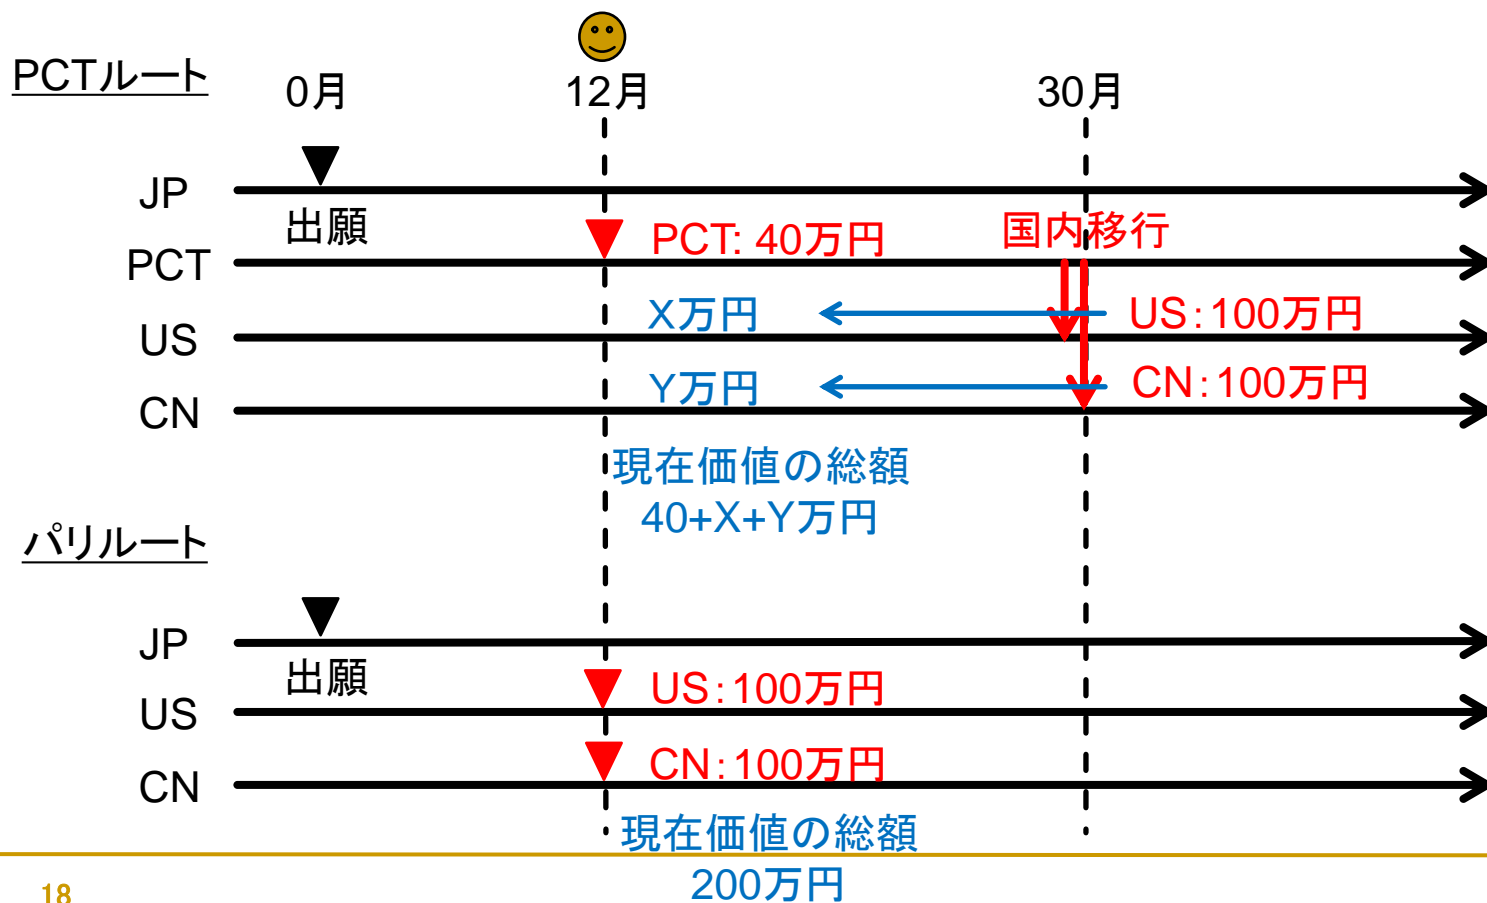 PCTルート
0月
12月
30月
JP
出願
PCT
PCT: 40万円
国内移行
US
X万円
US：100万円
CN
Y万円
CN：100万円
現在価値の総額
40+X+Y万円
パリルート
JP
出願
US
US：100万円
CN
CN：100万円
現在価値の総額
200万円
18